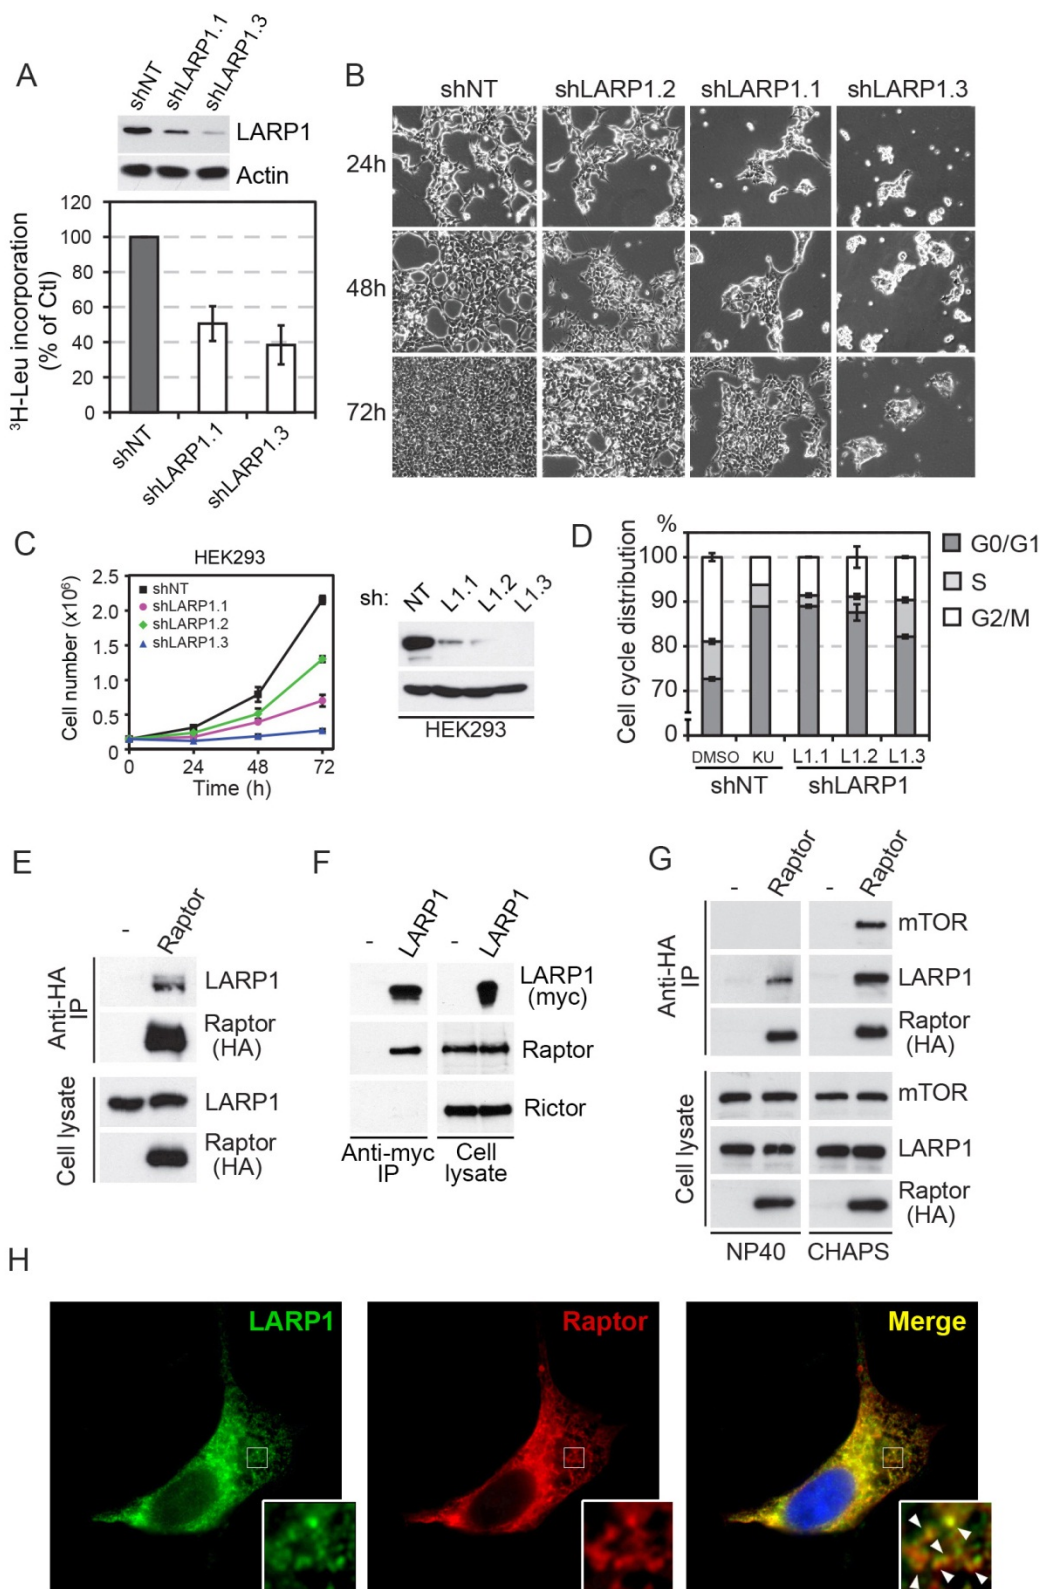 A
shNT
shLARP1.1
shLARP1.3
LARP1
Actin
³H-Leu incorporation
(% of Ctl)
120
100
80
60
40
20
0
shNT
shLARP1.1
shLARP1.3
B
shNT shLARP1.2 shLARP1.1 shLARP1.3
24h
48h
72h
C
HEK293
Cell number (x10⁶)
2.5
2.0
1.5
1.0
0.5
0
shNT
shLARP1.1
shLARP1.2
shLARP1.3
0 24 48 72
Time (h)
sh: NT L1.1 L1.2 L1.3
HEK293
D
%
Cell cycle distribution
100
90
80
70
0
G0/G1
S
G2/M
DMSO KU L1.1 L1.2 L1.3
shNT shLARP1
E
- Raptor
Anti-HA
IP
LARP1
Raptor
(HA)
Cell lysate
LARP1
Raptor
(HA)
F
- LARP1 - LARP1
LARP1
(myc)
Raptor
Rictor
Anti-myc
IP
Cell
lysate
G
- Raptor - Raptor
Anti-HA
IP
mTOR
LARP1
Raptor
(HA)
Cell lysate
mTOR
LARP1
Raptor
(HA)
NP40 CHAPS
H
LARP1
Raptor
Merge